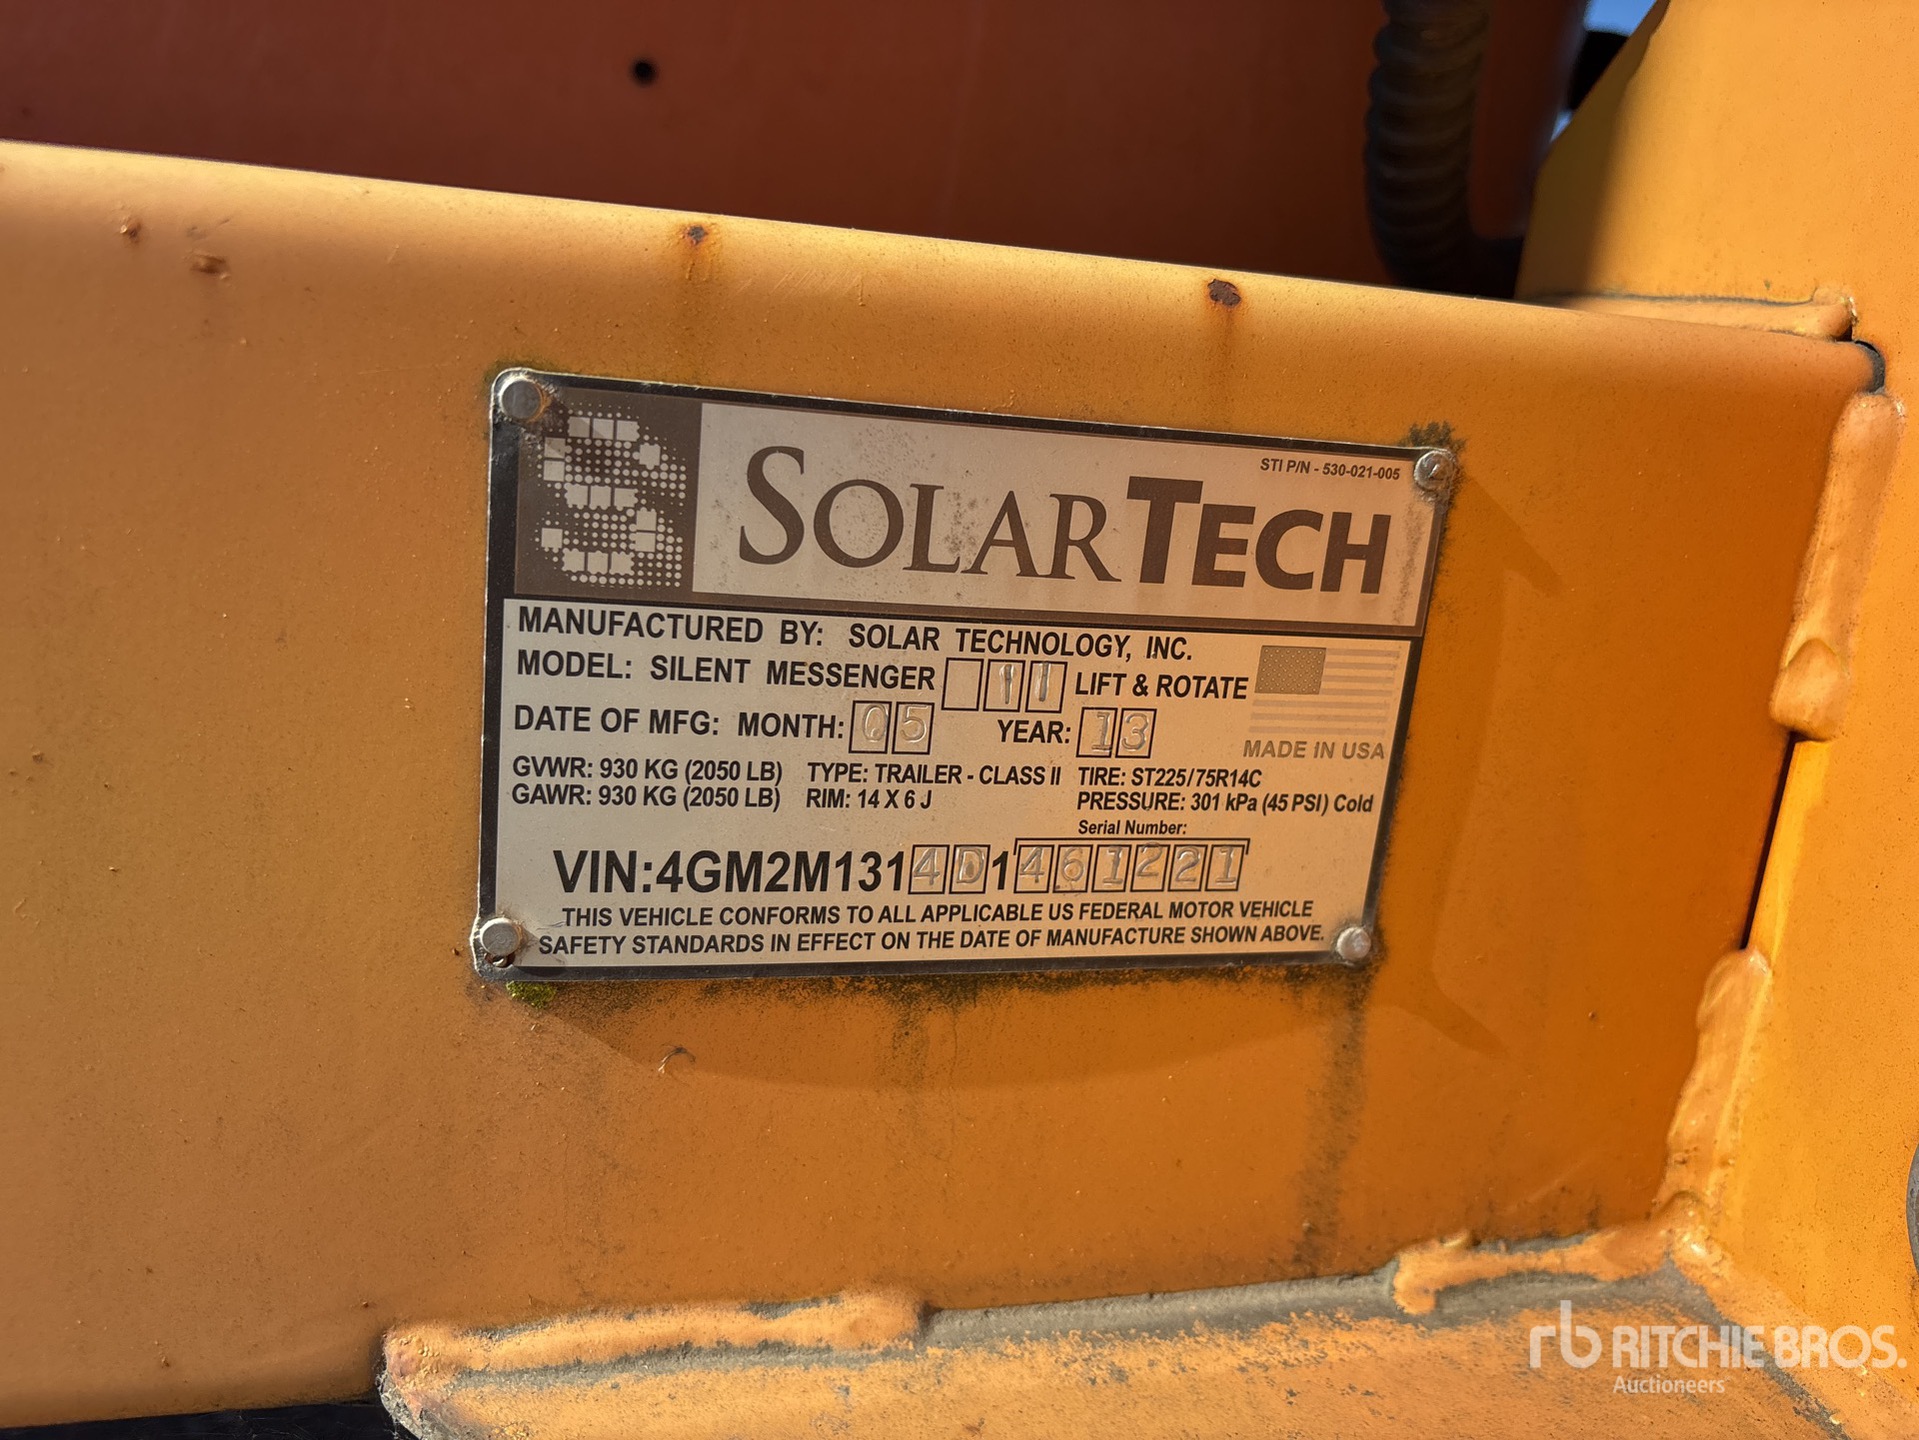 STI P/N - 530-021-005
SOLARTECH
MANUFACTURED BY: SOLAR TECHNOLOGY, INC.
MODEL: SILENT MESSENGER 11 LIFT & ROTATE
DATE OF MFG: MONTH: 05 YEAR: 13
MADE IN USA
GVWR: 930 KG (2050 LB) TYPE: TRAILER - CLASS II TIRE: ST225/75R14C
GAWR: 930 KG (2050 LB) RIM: 14 X 6 J PRESSURE: 301 kPa (45 PSI) Cold
Serial Number:
VIN:4GM2M1314D1461221
THIS VEHICLE CONFORMS TO ALL APPLICABLE US FEDERAL MOTOR VEHICLE
SAFETY STANDARDS IN EFFECT ON THE DATE OF MANUFACTURE SHOWN ABOVE.
rb RITCHIE BROS.
Auctioneers